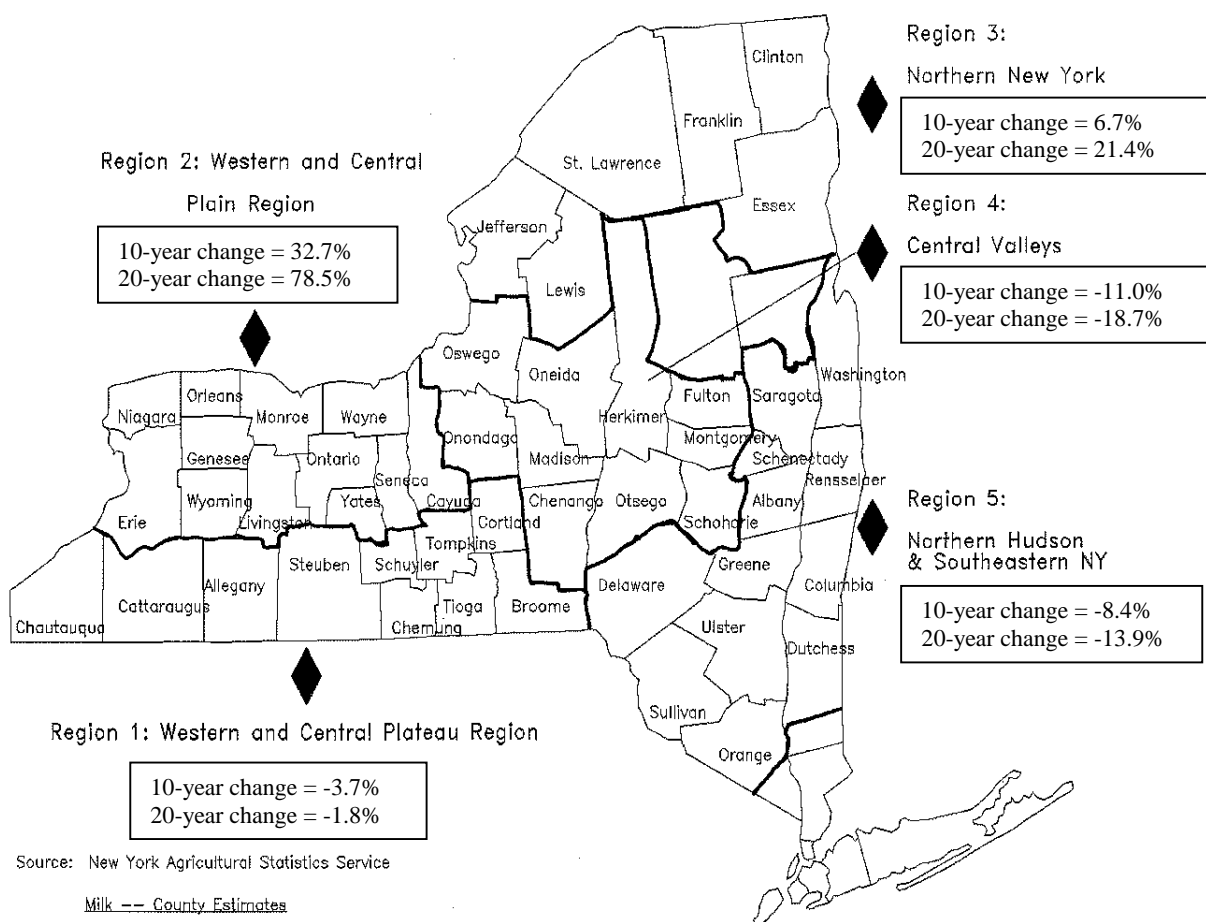 Region 3:
Northern New York
10-year change = 6.7%
20-year change = 21.4%
Region 4:
Central Valleys
10-year change = -11.0%
20-year change = -18.7%
Region 5:
Northern Hudson
& Southeastern NY
10-year change = -8.4%
20-year change = -13.9%
Region 2: Western and Central
Plain Region
10-year change = 32.7%
20-year change = 78.5%
Clinton
Franklin
St. Lawrence
Essex
Jefferson
Lewis
Oswego
Oneida
Herkimer
Fulton
Saratoga
Washington
Niagara
Orleans
Monroe
Wayne
Onondaga
Madison
Montgomery
Schenectady
Rensselaer
Genesee
Ontario
Seneca
Cayuga
Erie
Wyoming
Livingston
Yates
Cortland
Chenango
Otsego
Schoharie
Albany
Tompkins
Chautauqua
Cattaraugus
Allegany
Steuben
Schuyler
Chemung
Tioga
Broome
Delaware
Greene
Columbia
Ulster
Dutchess
Sullivan
Orange
Region 1: Western and Central Plateau Region
10-year change = -3.7%
20-year change = -1.8%
Source: New York Agricultural Statistics Service
Milk -- County Estimates